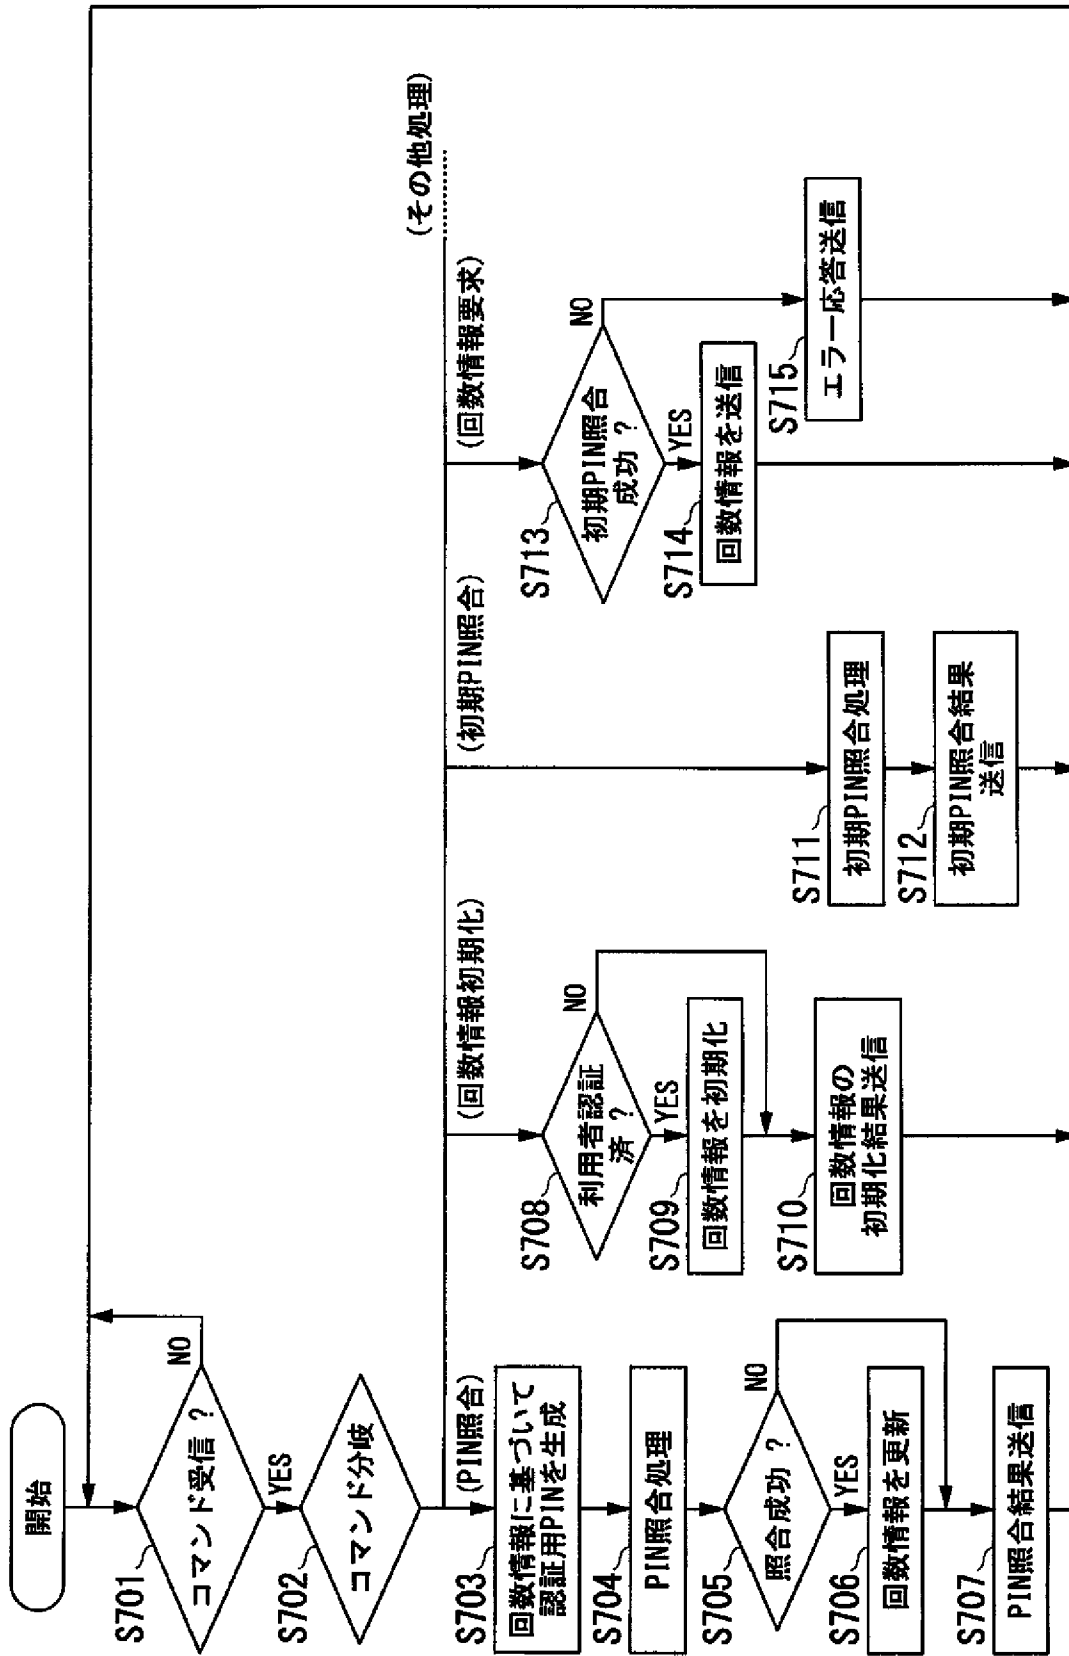 開始
S701
コマンド受信 ?
NO
YES
S702
コマンド分岐
(PIN照合)
S703
回数情報に基づいて
認証用PINを生成
S704
PIN照合処理
S705
照合成功 ?
NO
YES
S706
回数情報を更新
S707
PIN照合結果送信
(回数情報初期化)
S708
利用者認証
済 ?
NO
YES
S709
回数情報を初期化
S710
回数情報の
初期化結果送信
(初期PIN照合)
S711
初期PIN照合処理
S712
初期PIN照合結果
送信
(回数情報要求)
S713
初期PIN照合
成功 ?
NO
YES
S714
回数情報を送信
S715
エラー応答送信
(その他処理)